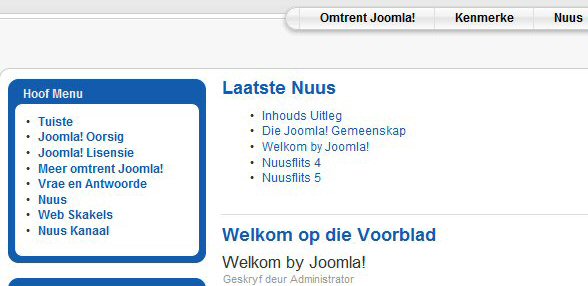 Omtrent Joomla!
Kenmerke
Nuus
Hoof Menu
Tuiste
Joomla! Oorsig
Joomla! Lisensie
Meer omtrent Joomla!
Vrae en Antwoorde
Nuus
Web Skakels
Nuus Kanaal
Laatste Nuus
Inhouds Uitleg
Die Joomla! Gemeenskap
Welkom by Joomla!
Nuusflits 4
Nuusflits 5
Welkom op die Voorblad
Welkom by Joomla!
Geskryf deur Administrator